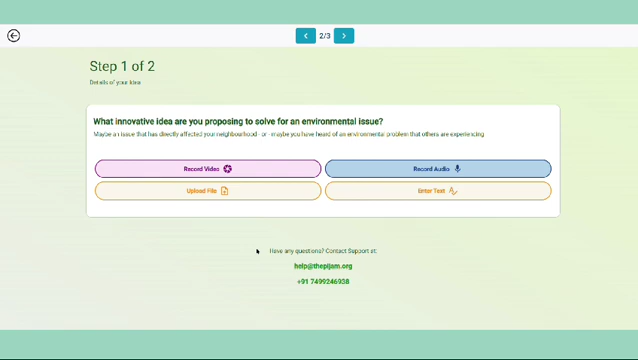 2/3
Step 1 of 2
Details of your Idea
What innovative idea are you proposing to solve for an environmental issue?
Maybe a i issue that has directly affected your neighbourhood - or - maybe you have heard of an environmental problem that others are experiencing
Record Video
Record Audio
Upload File
Enter Text
Have any questions? Contact Support at:
help@thepijam.org
+91 7499246938